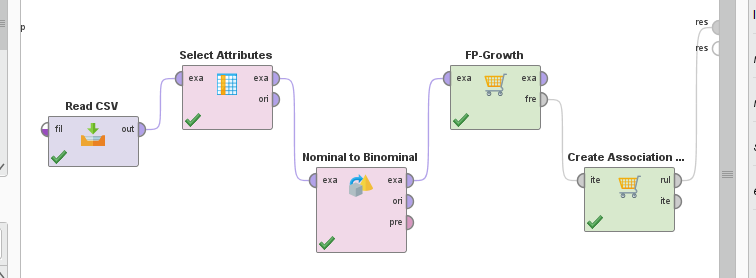 p
res
res
Select Attributes
exa exa
ori
FP-Growth
exa exa
fre
Read CSV
fil out
Nominal to Binominal
exa exa
ori
pre
Create Association ...
ite rul
ite